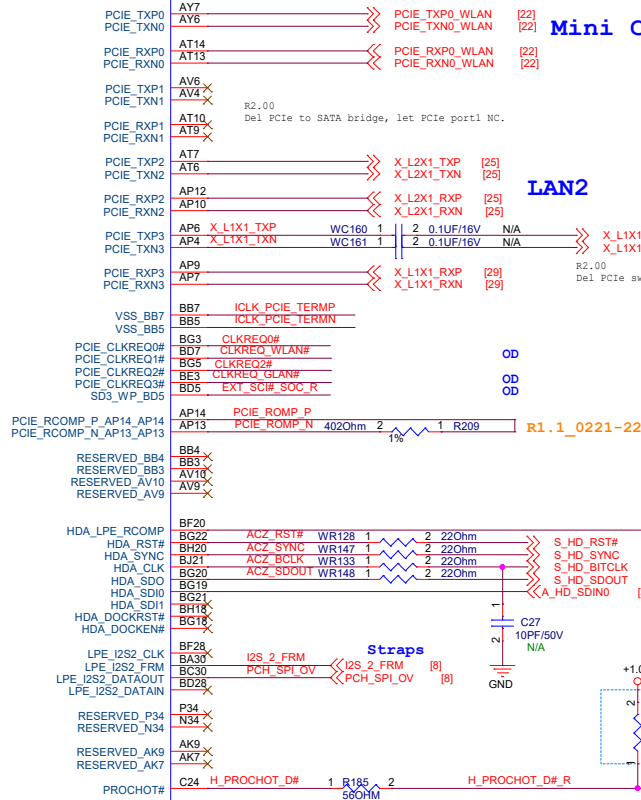 PCIE_TXP0 AY7 PCIE_TXP0_WLAN [22]
PCIE_TXN0 AY6 PCIE_TXN0_WLAN [22] Mini C
PCIE_RXP0 AT14 PCIE_RXP0_WLAN [22]
PCIE_RXN0 AT13 PCIE_RXN0_WLAN [22]
PCIE_TXP1 AV6
PCIE_TXN1 AV4
R2.00
Del PCIe to SATA bridge, let PCIe port1 NC.
PCIE_RXP1 AT10
PCIE_RXN1 AT9
PCIE_TXP2 AT7 X_L2X1_TXP [25]
PCIE_TXN2 AT6 X_L2X1_TXN [25]
LAN2
PCIE_RXP2 AP12 X_L2X1_RXP [25]
PCIE_RXN2 AP10 X_L2X1_RXN [25]
PCIE_TXP3 AP6 X_L1X1_TXP WC160 1 2 0.1UF/16V N/A X_L1X1
PCIE_TXN3 AP4 X_L1X1_TXN WC161 1 2 0.1UF/16V N/A X_L1X1
R2.00
Del PCIe sw
PCIE_RXP3 AP9 X_L1X1_RXP [29]
PCIE_RXN3 AP7 X_L1X1_RXN [29]
VSS_BB7 BB7 ICLK_PCIE_TERMP
VSS_BB5 BB5 ICLK_PCIE_TERMN
PCIE_CLKREQ0# BG3 CLKREQ0#
PCIE_CLKREQ1# BD7 CLKREQ_WLAN# OD
PCIE_CLKREQ2# BG5 CLKREQ2#
PCIE_CLKREQ3# BE3 CLKREQ_GLAN# OD
SD3_WP_BD5 BD5 EXT_SCI#_SOC_R OD
PCIE_RCOMP_P_AP14_AP14 AP14 PCIE_ROMP_P
PCIE_RCOMP_N_AP13_AP13 AP13 PCIE_ROMP_N 402Ohm 2 1 R209 R1.1_0221-22
1%
RESERVED_BB4 BB4
RESERVED_BB3 BB3
RESERVED_AV10 AV10
RESERVED_AV9 AV9
HDA_LPE_RCOMP BF20
HDA_RST# BG22 ACZ_RST# WR128 1 2 22Ohm S_HD_RST#
HDA_SYNC BH20 ACZ_SYNC WR147 1 2 22Ohm S_HD_SYNC
HDA_CLK BJ21 ACZ_BCLK WR133 1 2 22Ohm S_HD_BITCLK
HDA_SDO BG20 ACZ_SDOUT WR148 1 2 22Ohm S_HD_SDOUT
HDA_SDI0 BG19 A_HD_SDIN0 [
HDA_SDI1 BG21
HDA_DOCKRST# BH18
HDA_DOCKEN# BG18
1 C27
10PF/50V
2 N/A
GND
Straps
LPE_I2S2_CLK BF28
LPE_I2S2_FRM BA30 I2S_2_FRM I2S_2_FRM [8]
LPE_I2S2_DATAOUT BC30 PCH_SPI_OV PCH_SPI_OV [8]
LPE_I2S2_DATAIN BD28
+1.0
RESERVED_P34 P34
RESERVED_N34 N34
2
RESERVED_AK9 AK9
RESERVED_AK7 AK7
1
PROCHOT# C24 H_PROCHOT_D# 1 R185 2 H_PROCHOT_D#_R
56OHM